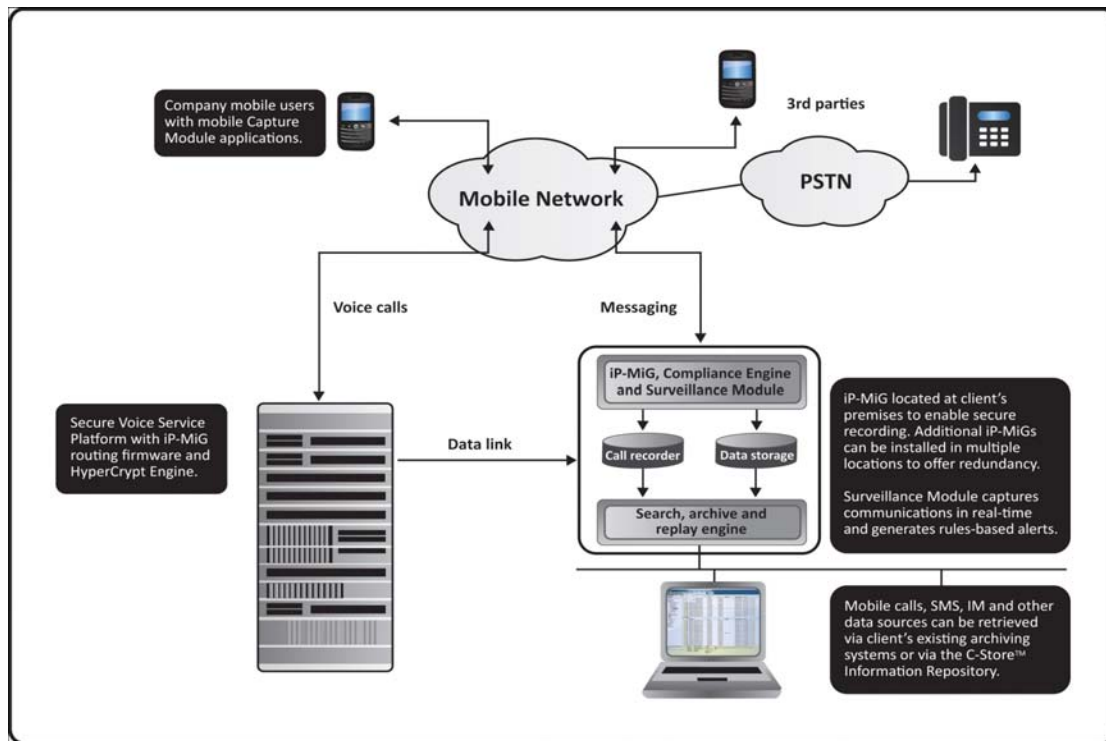 Company mobile users
with mobile Capture
Module applications.
3rd parties
PSTN
Mobile Network
Voice calls
Messaging
iP-MiG, Compliance Engine
and Surveillance Module
Call recorder
Data storage
Search, archive and
replay engine
Secure Voice Service
Platform with iP-MiG
routing firmware and
HyperCrypt Engine.
Data link
iP-MiG located at client's
premises to enable secure
recording. Additional iP-MiGs
can be installed in multiple
locations to offer redundancy.
Surveillance Module captures
communications in real-time
and generates rules-based alerts.
Mobile calls, SMS, IM and other
data sources can be retrieved
via client's existing archiving
systems or via the C-Store™
Information Repository.